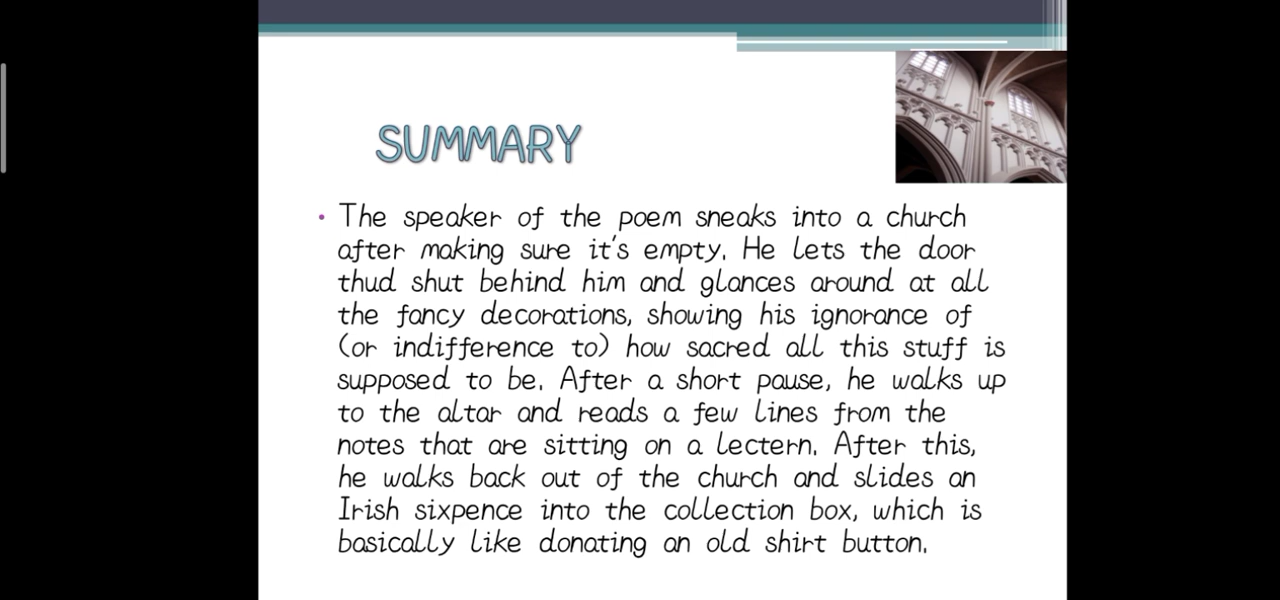 SUMMARY
• The speaker of the poem sneaks into a church
after making sure it's empty. He lets the door
thud shut behind him and glances around at all
the fancy decorations, showing his ignorance of
(or indifference to) how sacred all this stuff is
supposed to be. After a short pause, he walks up
to the altar and reads a few lines from the
notes that are sitting on a lectern. After this,
he walks back out of the church and slides an
Irish sixpence into the collection box, which is
basically like donating an old shirt button.